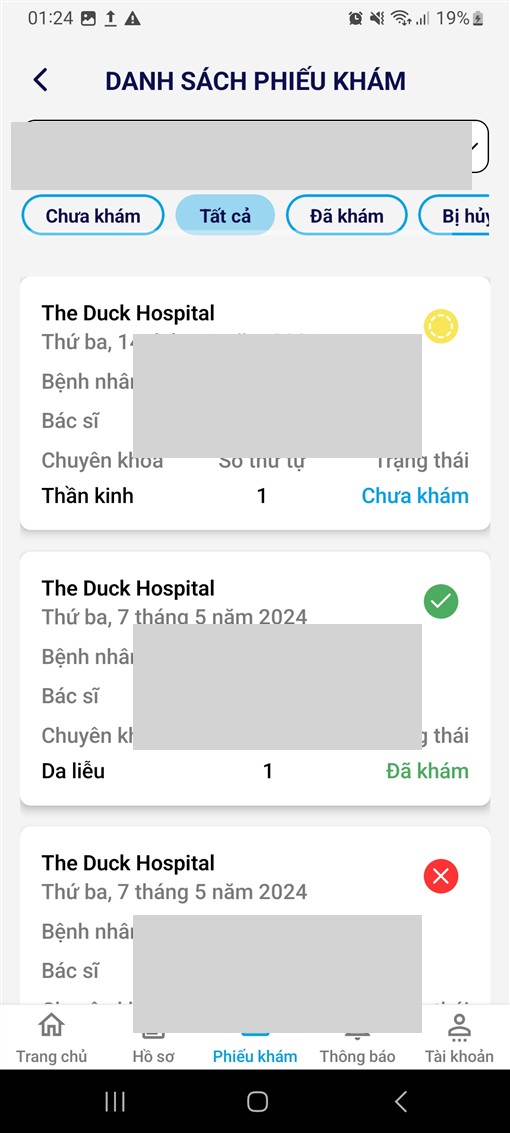 01:24 19%
DANH SÁCH PHIẾU KHÁM
Chưa khám Tất cả Đã khám Bị hủy
The Duck Hospital
Thứ ba, 14
Bệnh nhân
Bác sĩ
Chuyên khoa Số thứ tự Trạng thái
Thần kinh 1 Chưa khám
The Duck Hospital
Thứ ba, 7 tháng 5 năm 2024
Bệnh nhân
Bác sĩ
Chuyên thái
Da liễu 1 Đã khám
The Duck Hospital
Thứ ba, 7 tháng 5 năm 2024
Bệnh nhân
Bác sĩ
Trang chủ Hồ sơ Phiếu khám Thông báo Tài khoản